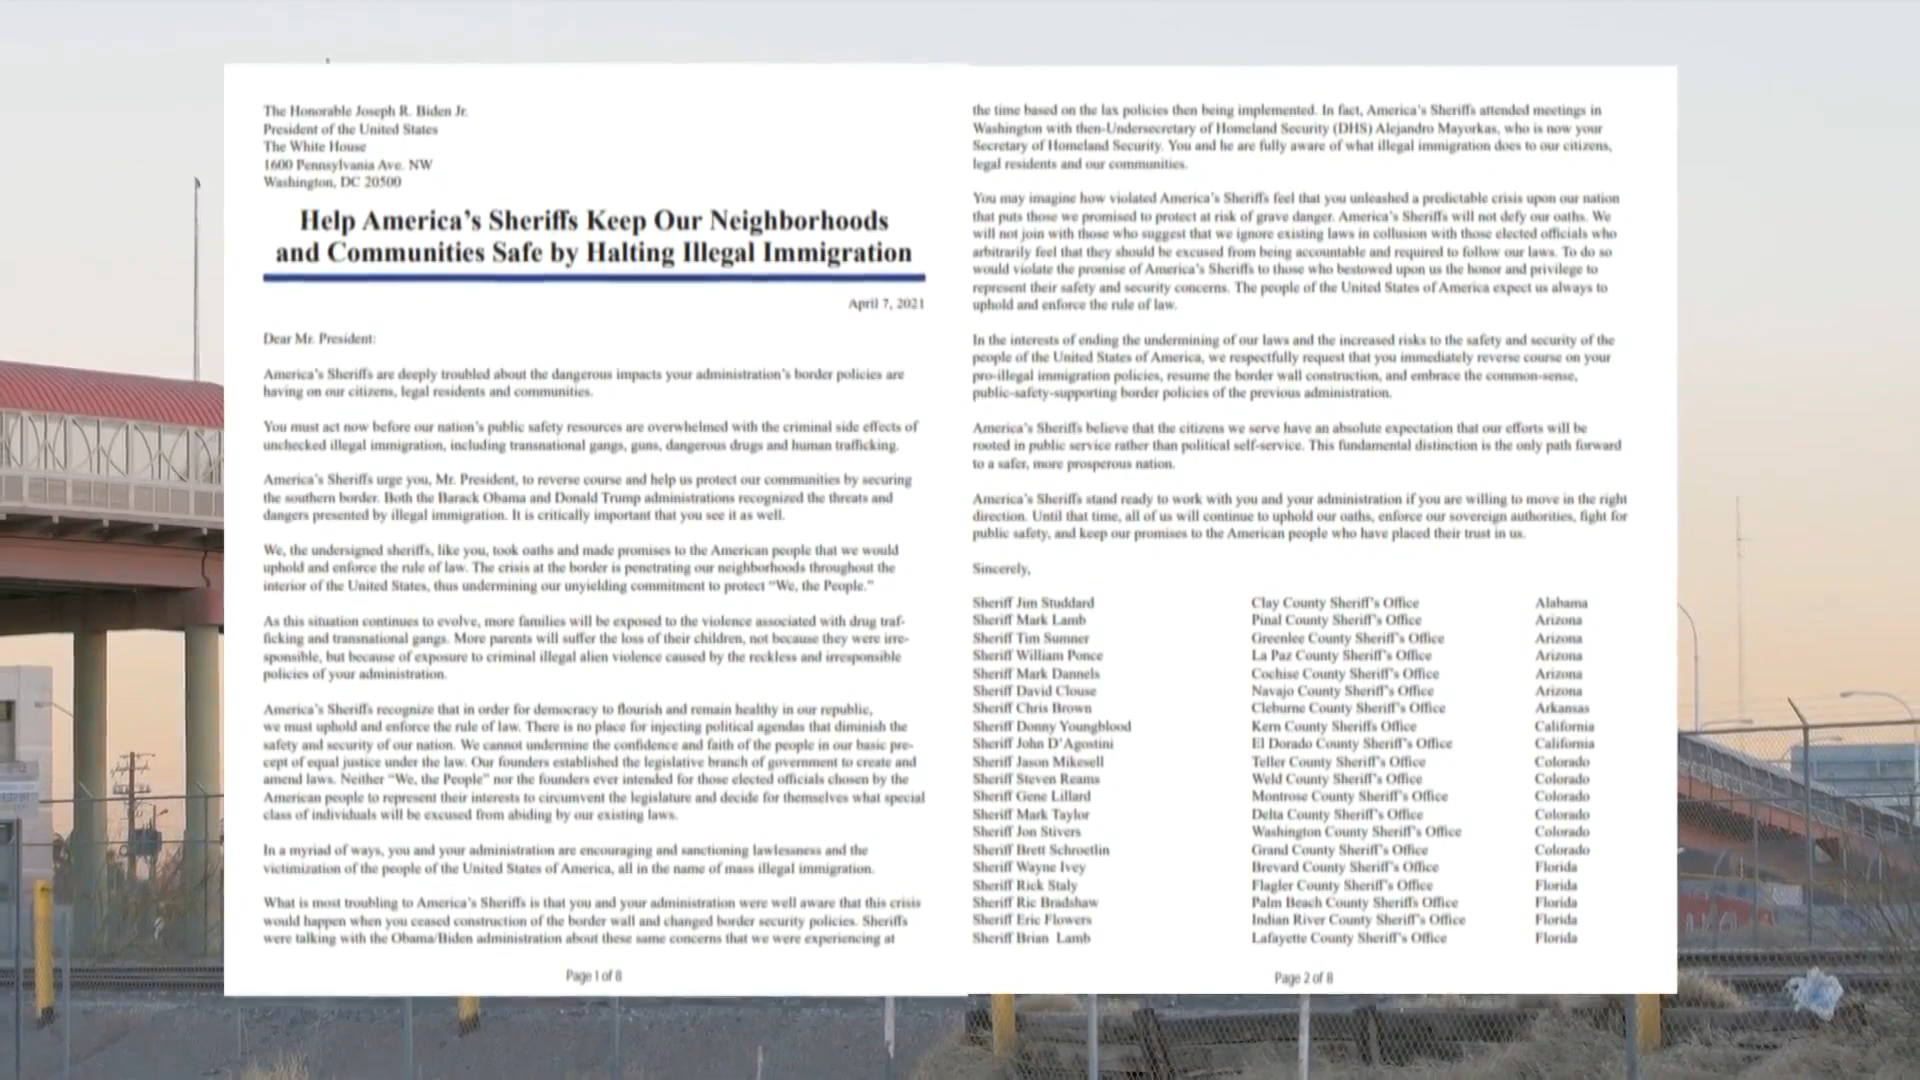 The Honorable Joseph R. Biden Jr.
President of the United States
The White House
1600 Pennsylvania Ave. NW
Washington, DC 20500
Help America's Sheriffs Keep Our Neighborhoods
and Communities Safe by Halting Illegal Immigration
April 7, 2021
Dear Mr. President:
America's Sheriffs are deeply troubled about the dangerous impacts your administration's border policies are
having on our citizens, legal residents and communities.
You must act now before our nation's public safety resources are overwhelmed with the criminal side effects of
unchecked illegal immigration, including transnational gangs, guns, dangerous drugs and human trafficking.
America's Sheriffs urge you, Mr. President, to reverse course and help us protect our communities by securing
the southern border. Both the Barack Obama and Donald Trump administrations recognized the threats and
dangers presented by illegal immigration. It is critically important that you see it as well.
We, the undersigned sheriffs, like you, took oaths and made promises to the American people that we would
uphold and enforce the rule of law. The crisis at the border is penetrating our neighborhoods throughout the
interior of the United States, thus undermining our unyielding commitment to protect "We, the People."
As this situation continues to evolve, more families will be exposed to the violence associated with drug traf-
ficking and transnational gangs. More parents will suffer the loss of their children, not because they were irre-
sponsible, but because of exposure to criminal illegal alien violence caused by the reckless and irresponsible
policies of your administration.
America's Sheriffs recognize that in order for democracy to flourish and remain healthy in our republic,
we must uphold and enforce the rule of law. There is no place for injecting political agendas that diminish the
safety and security of our nation. We cannot undermine the confidence and faith of the people in our basic pre-
cept of equal justice under the law. Our founders established the legislative branch of government to create and
amend laws. Neither "We, the People" nor the founders ever intended for those elected officials chosen by the
American people to represent their interests to circumvent the legislature and decide for themselves what special
class of individuals will be excused from abiding by our existing laws.
In a myriad of ways, you and your administration are encouraging and sanctioning lawlessness and the
victimization of the people of the United States of America, all in the name of mass illegal immigration.
What is most troubling to America's Sheriffs is that you and your administration were well aware that this crisis
would happen when you ceased construction of the border wall and changed border security policies. Sheriffs
were talking with the Obama/Biden administration about these same concerns that we were experiencing at
Page 1 of 8
the time based on the lax policies then being implemented. In fact, America's Sheriffs attended meetings in
Washington with then-Undersecretary of Homeland Security (DHS) Alejandro Mayorkas, who is now your
Secretary of Homeland Security. You and he are fully aware of what illegal immigration does to our citizens,
legal residents and our communities.
You may imagine how violated America's Sheriffs feel that you unleashed a predictable crisis upon our nation
that puts those we promised to protect at risk of grave danger. America's Sheriffs will not defy our oaths. We
will not join with those who suggest that we ignore existing laws in collusion with those elected officials who
arbitrarily feel that they should be excused from being accountable and required to follow our laws. To do so
would violate the promise of America's Sheriffs to those who bestowed upon us the honor and privilege to
represent their safety and security concerns. The people of the United States of America expect us always to
uphold and enforce the rule of law.
In the interests of ending the undermining of our laws and the increased risks to the safety and security of the
people of the United States of America, we respectfully request that you immediately reverse course on your
pro-illegal immigration policies, resume the border wall construction, and embrace the common-sense,
public-safety-supporting border policies of the previous administration.
America's Sheriffs believe that the citizens we serve have an absolute expectation that our efforts will be
rooted in public service rather than political self-service. This fundamental distinction is the only path forward
to a safer, more prosperous nation.
America's Sheriffs stand ready to work with you and your administration if you are willing to move in the right
direction. Until that time, all of us will continue to uphold our oaths, enforce our sovereign authorities, fight for
public safety, and keep our promises to the American people who have placed their trust in us.
Sincerely,
Sheriff Jim Studdard Clay County Sheriff's Office Alabama
Sheriff Mark Lamb Pinal County Sheriff's Office Arizona
Sheriff Tim Sumner Greenlee County Sheriff's Office Arizona
Sheriff William Ponce La Paz County Sheriff's Office Arizona
Sheriff Mark Dannels Cochise County Sheriff's Office Arizona
Sheriff David Clouse Navajo County Sheriff's Office Arizona
Sheriff Chris Brown Cleburne County Sheriff's Office Arkansas
Sheriff Donny Youngblood Kern County Sheriffs Office California
Sheriff John D'Agostini El Dorado County Sheriff's Office California
Sheriff Jason Mikesell Teller County Sheriff's Office Colorado
Sheriff Steven Reams Weld County Sheriff's Office Colorado
Sheriff Gene Lillard Montrose County Sheriff's Office Colorado
Sheriff Mark Taylor Delta County Sheriff's Office Colorado
Sheriff Jon Stivers Washington County Sheriff's Office Colorado
Sheriff Brett Schroetlin Grand County Sheriff's Office Colorado
Sheriff Wayne Ivey Brevard County Sheriff's Office Florida
Sheriff Rick Staly Flagler County Sheriff's Office Florida
Sheriff Ric Bradshaw Palm Beach County Sheriff's Office Florida
Sheriff Eric Flowers Indian River County Sheriff's Office Florida
Sheriff Brian Lamb Lafayette County Sheriff's Office Florida
Page 2 of 8